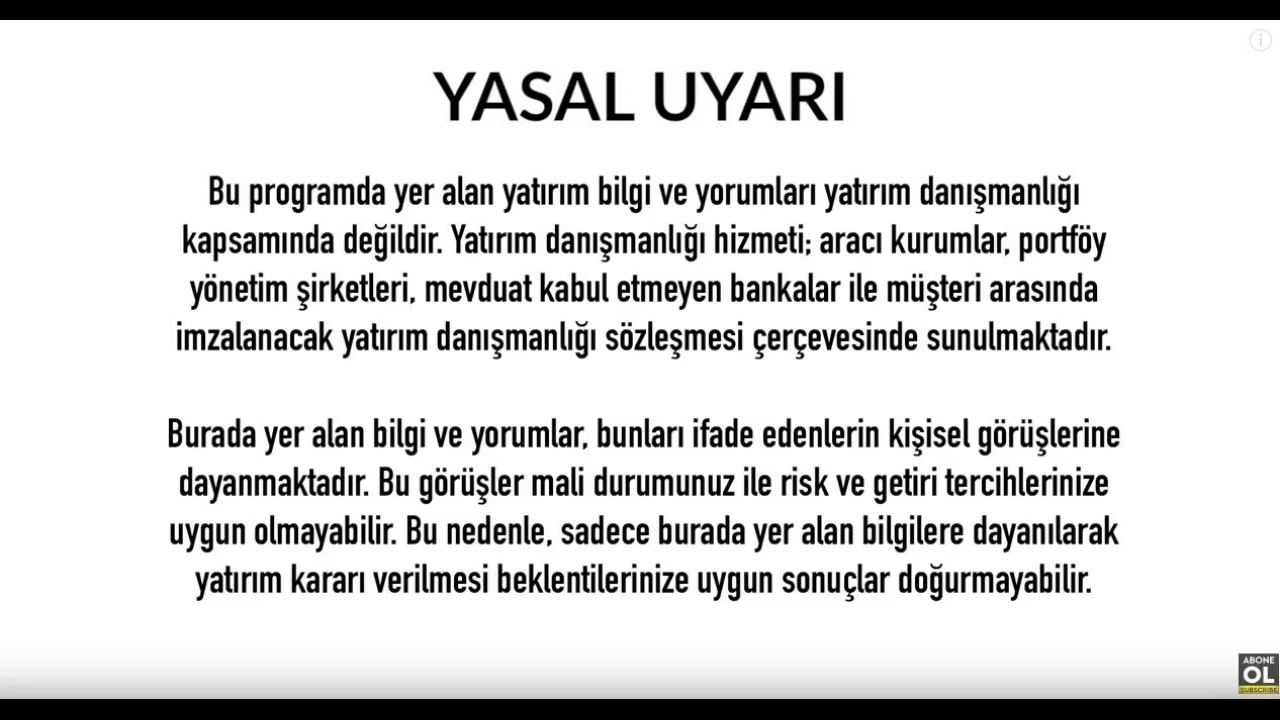 YASAL UYARI
Bu programda yer alan yatırım bilgi ve yorumları yatırım danışmanlığı
kapsamında değildir. Yatırım danışmanlığı hizmeti; aracı kurumlar, portföy
yönetim şirketleri, mevduat kabul etmeyen bankalar ile müşteri arasında
imzalanacak yatırım danışmanlığı sözleşmesi çerçevesinde sunulmaktadır.
Burada yer alan bilgi ve yorumlar, bunları ifade edenlerin kişisel görüşlerine
dayanmaktadır. Bu görüşler mali durumunuz ile risk ve getiri tercihlerinize
uygun olmayabilir. Bu nedenle, sadece burada yer alan bilgilere dayanılarak
yatırım kararı verilmesi beklentilerinize uygun sonuçlar doğurmayabilir.
ABONE
OL
SUBSCRIBE